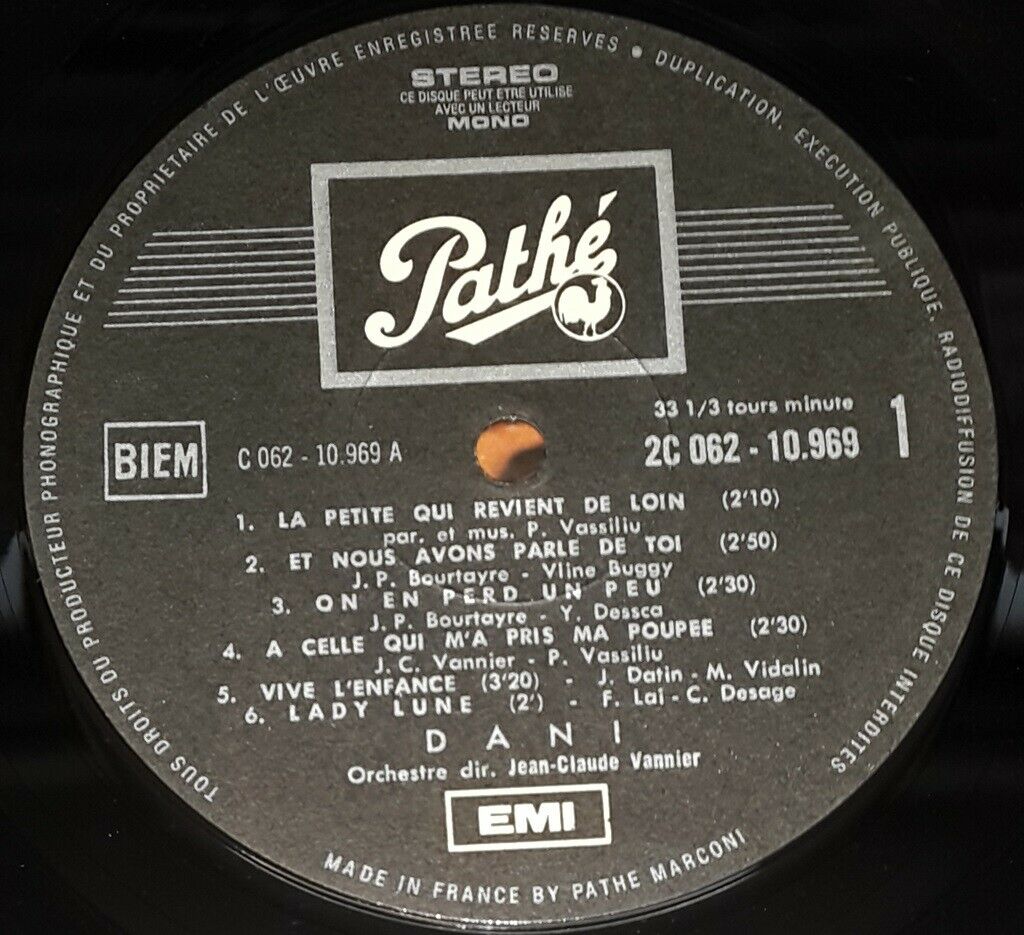 TOUS DROITS DU PRODUCTEUR PHONOGRAPHIQUE ET DU PROPRIETAIRE DE L'ŒUVRE ENREGISTREE RESERVES • DUPLICATION, EXECUTION PUBLIQUE, RADIODIFFUSION DE CE DISQUE INTERDITES
STEREO
CE DISQUE PEUT ETRE UTILISE
AVEC UN LECTEUR
MONO
Pathé
33 1/3 tours minute
BIEM C 062 - 10.969 A 2C 062 - 10.969 1
1. LA PETITE QUI REVIENT DE LOIN (2'10)
par. et mus. P. Vassiliu
2. ET NOUS AVONS PARLE DE TOI (2'50)
J. P. Bourtayre - Vline Buggy
3. ON EN PERD UN PEU (2'30)
J. P. Bourtayre - Y. Dessca
4. A CELLE QUI M'A PRIS MA POUPEE (2'30)
J. C. Vannier - P. Vassiliu
5. VIVE L'ENFANCE (3'20) - J. Datin - M. Vidalin
6. LADY LUNE (2') - F. Lai - C. Desage
DANI
Orchestre dir. Jean-Claude Vannier
EMI
MADE IN FRANCE BY PATHE MARCONI